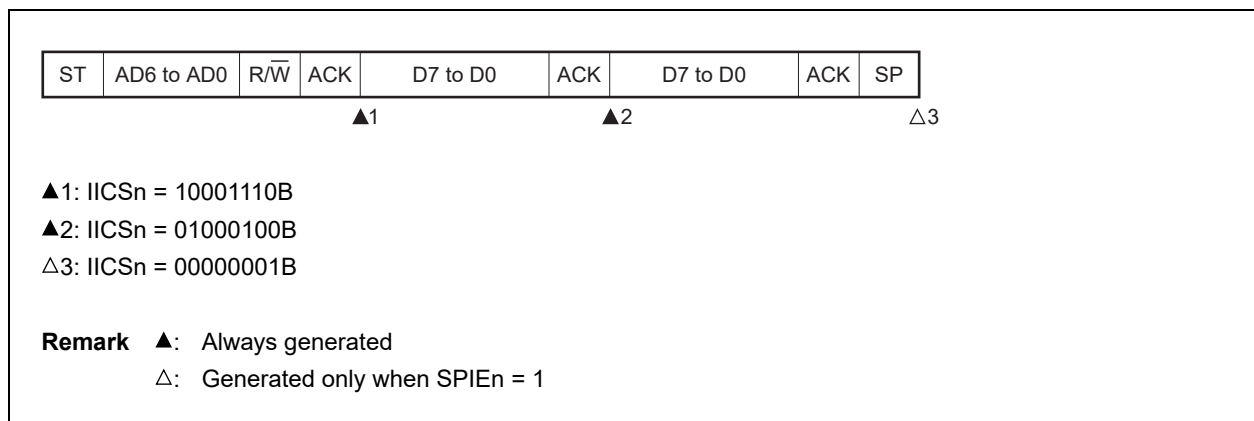 ST AD6 to AD0 R/W̅ ACK D7 to D0 ACK D7 to D0 ACK SP
▲1 ▲2 △3
▲1: IICSn = 10001110B
▲2: IICSn = 01000100B
△3: IICSn = 00000001B
Remark ▲: Always generated
△: Generated only when SPIEn = 1